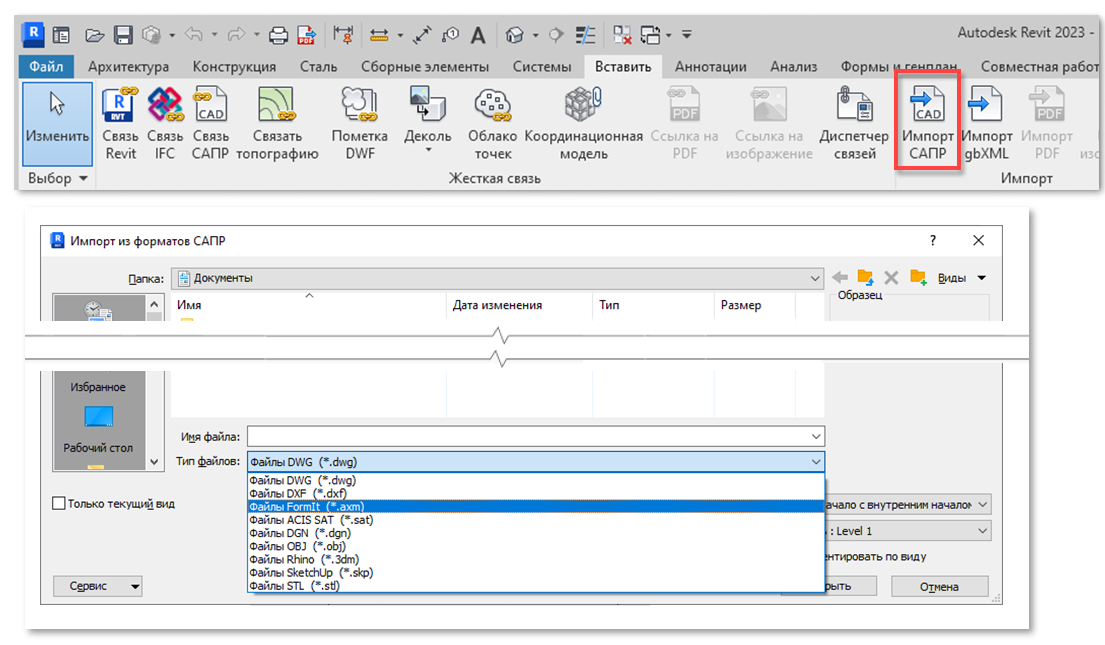 Autodesk Revit 2023 -
Файл Архитектура Конструкция Сталь Сборные элементы Системы Вставить Аннотации Анализ Формы и генплан Совместная работ
Изменить Связь Revit Связь IFC Связь САПР Связать топографию Пометка DWF Деколь Облако точек Координационная модель Ссылка на PDF Ссылка на изображение Диспетчер связей Импорт САПР Импорт gbXML Импорт PDF
Выбор Жесткая связь Импорт
Импорт из форматов САПР
Папка: Документы Виды
Имя Дата изменения Тип Размер Образец
Избранное
Рабочий стол
Имя файла:
Тип файлов: Файлы DWG (*.dwg)
Файлы DWG (*.dwg)
Файлы DXF (*.dxf)
Файлы FormIt (*.axm)
Файлы ACIS SAT (*.sat)
Файлы DGN (*.dgn)
Файлы OBJ (*.obj)
Файлы Rhino (*.3dm)
Файлы SketchUp (*.skp)
Файлы STL (*.stl)
Только текущий вид
ачало с внутренним началом
: Level 1
нтировать по виду
Сервис рыть Отмена